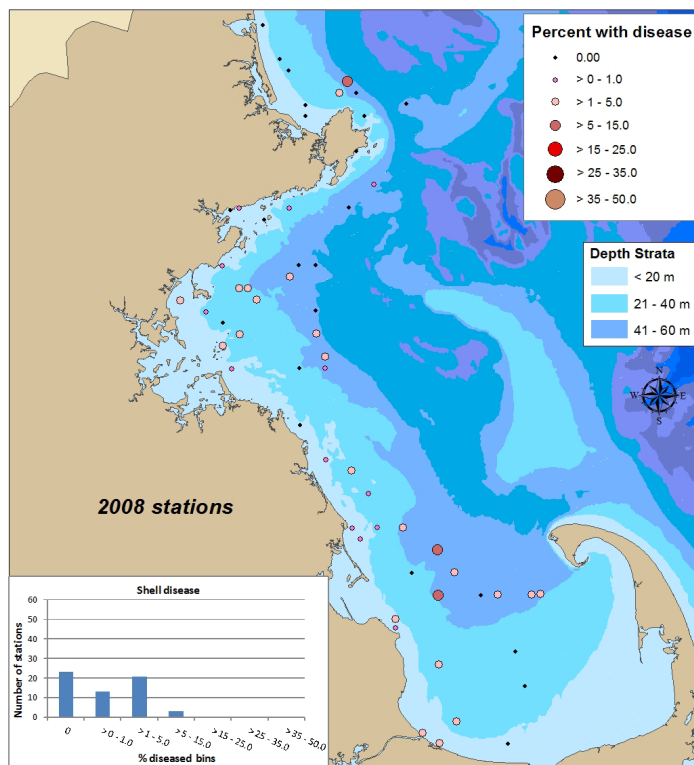 Percent with disease
0.00
> 0 - 1.0
> 1 - 5.0
> 5 - 15.0
> 15 - 25.0
> 25 - 35.0
> 35 - 50.0
Depth Strata
< 20 m
21 - 40 m
41 - 60 m
N
W E
S
2008 stations
Shell disease
Number of stations
60
50
40
30
20
10
0
0
> 0 - 1.0
> 1 - 5.0
> 5 - 15.0
> 15 - 25.0
> 25 - 35.0
> 35 - 50.0
% diseased bins